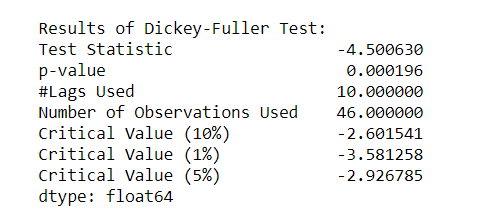 Results of Dickey-Fuller Test:
Test Statistic -4.500630
p-value 0.000196
#Lags Used 10.000000
Number of Observations Used 46.000000
Critical Value (10%) -2.601541
Critical Value (1%) -3.581258
Critical Value (5%) -2.926785
dtype: float64